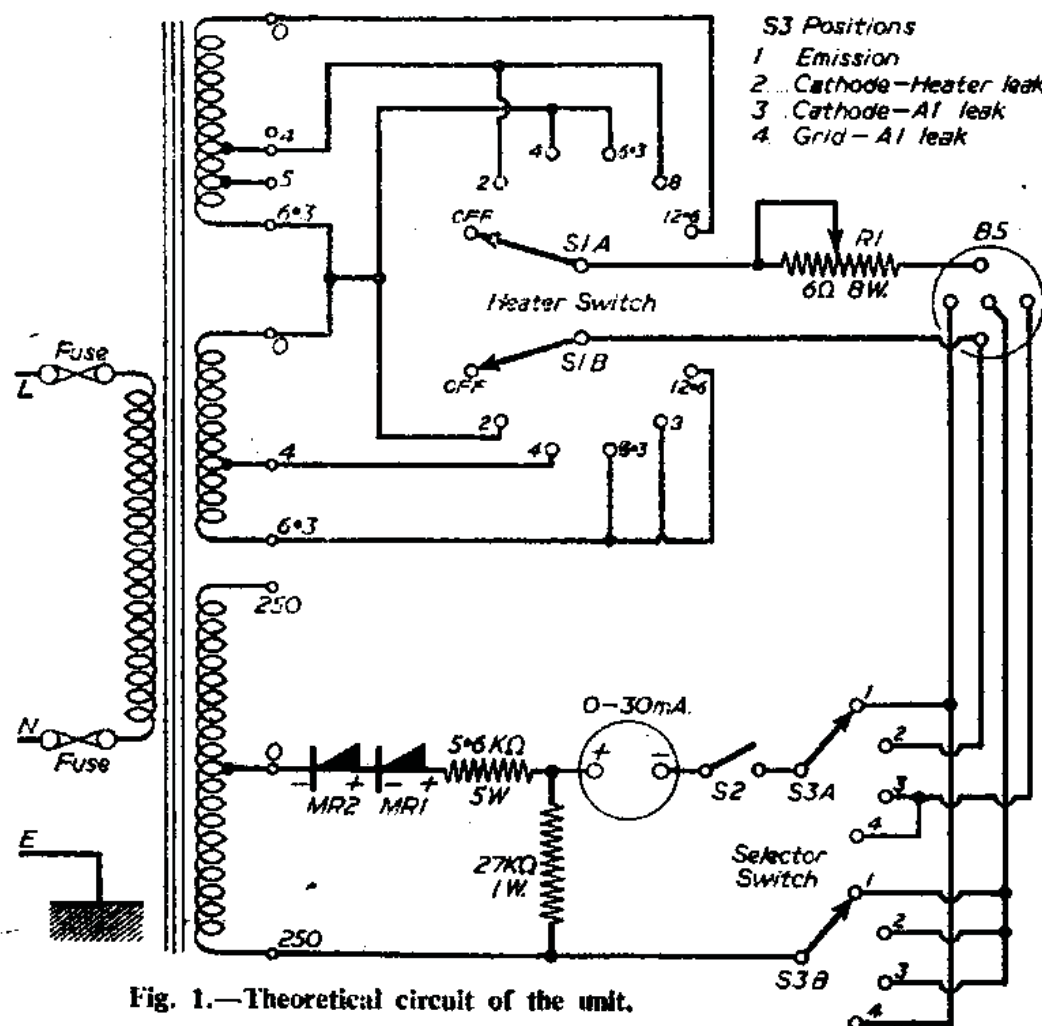 S3 Positions
1 Emission
2 Cathode-Heater leak
3 Cathode-A1 leak
4 Grid-A1 leak
0
4
5
6·3
0
4
6·3
2
4
6·3
8
12·6
OFF
S1A
R1
6Ω 8W.
B5
Heater Switch
OFF
S1B
12·6
2
4
3
L
Fuse
N
Fuse
E
250
0
250
- MR2 +
- MR1 +
5·6KΩ
5W
27KΩ
1W.
0-30mA.
+ -
S2
S3A
1
2
3
4
Selector
Switch
S3B
1
2
3
4
Fig. 1.—Theoretical circuit of the unit.